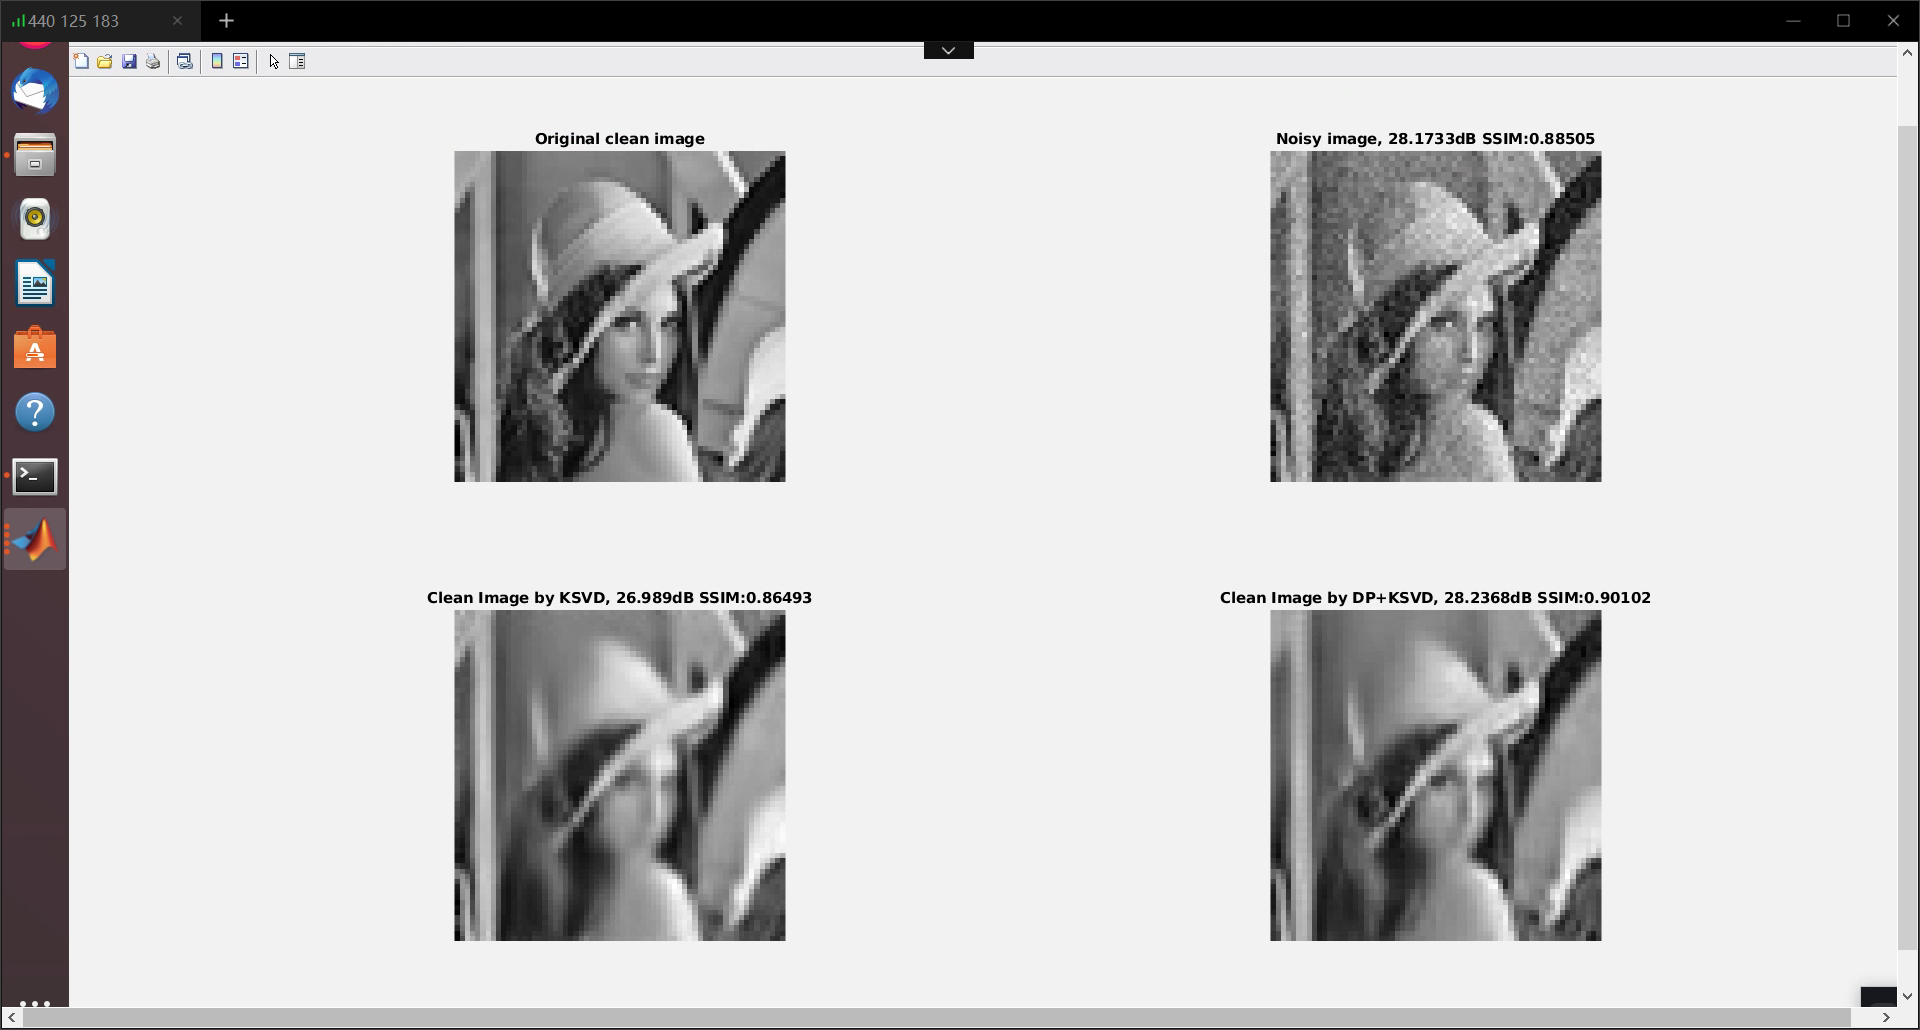 440 125 183
Original clean image
Noisy image, 28.1733dB SSIM:0.88505
Clean Image by KSVD, 26.989dB SSIM:0.86493
Clean Image by DP+KSVD, 28.2368dB SSIM:0.90102